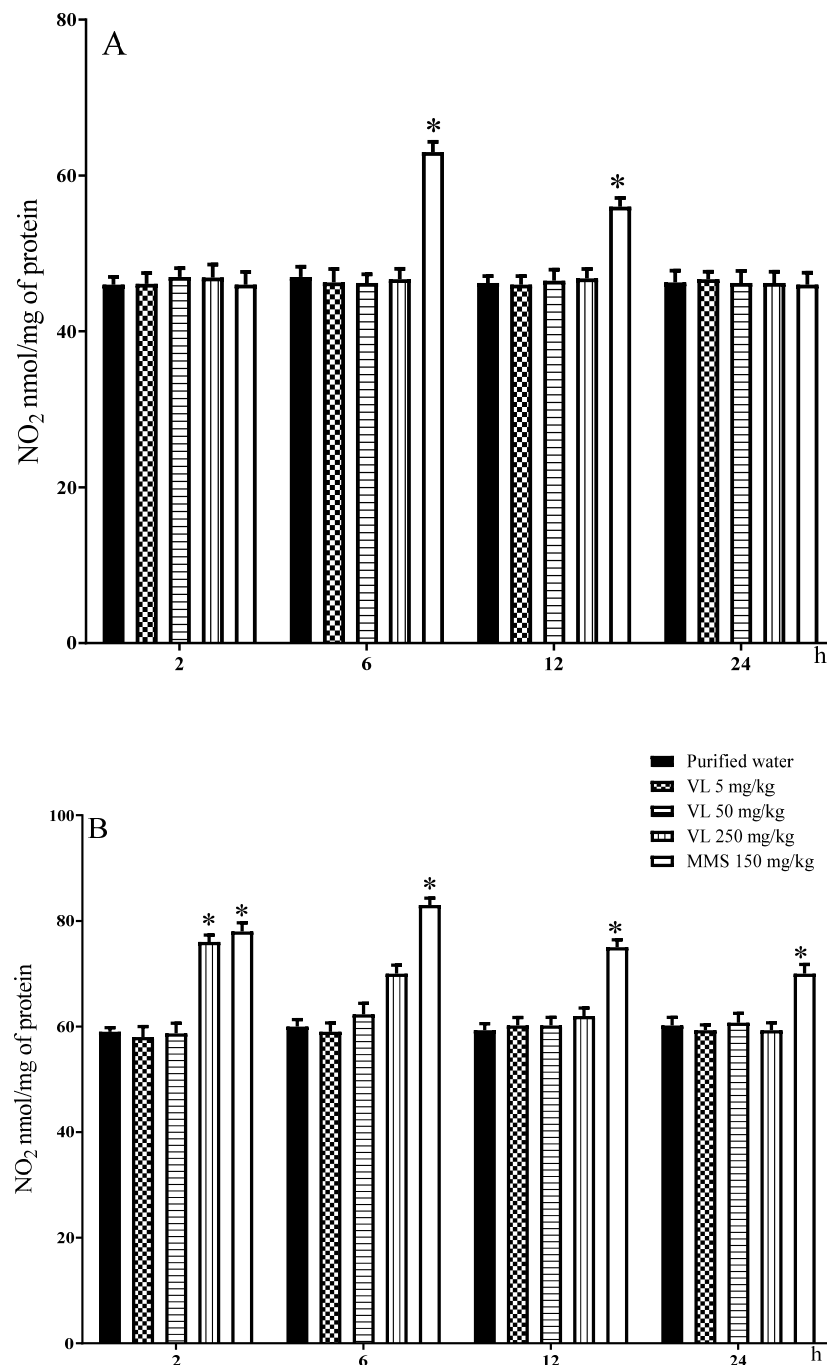 80
A
*
60
*
40
20
0
2 6 12 24 h
NO2 nmol/mg of protein
Purified water
VL 5 mg/kg
VL 50 mg/kg
VL 250 mg/kg
MMS 150 mg/kg
100
B
* * * * *
80
60
40
20
0
2 6 12 24 h
NO2 nmol/mg of protein